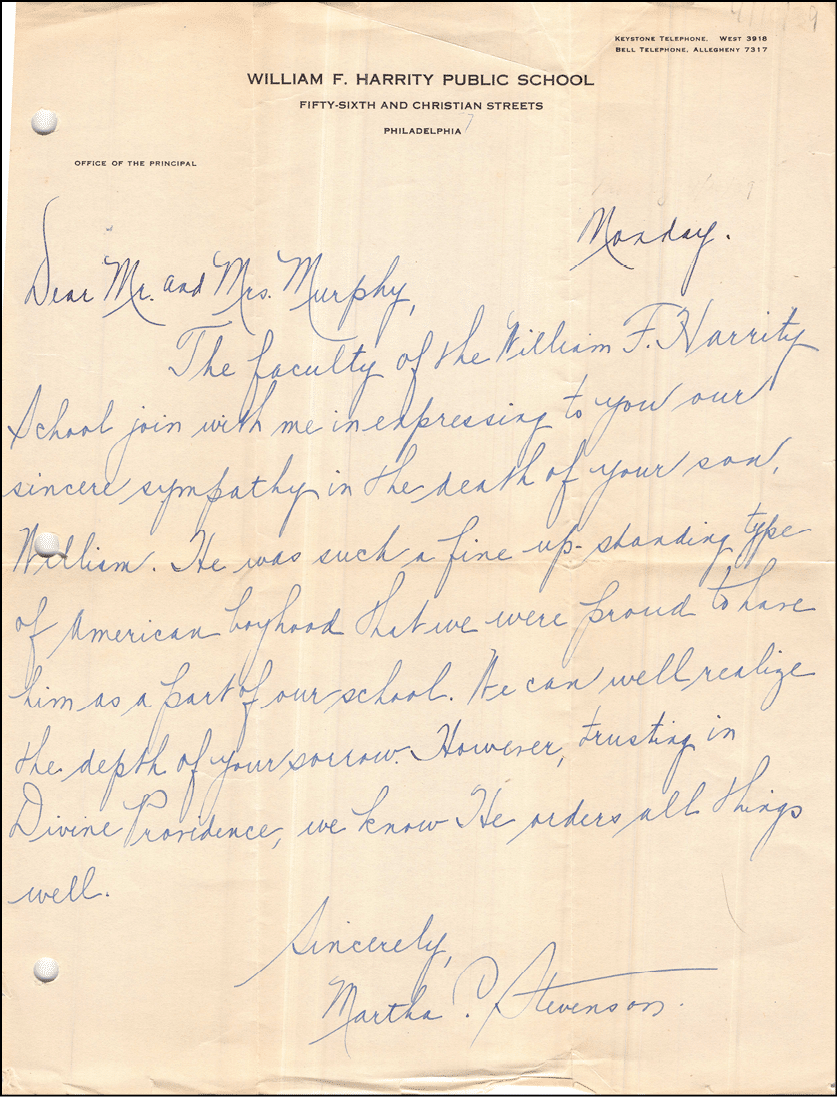 KEYSTONE TELEPHONE, WEST 3918
BELL TELEPHONE, ALLEGHENY 7317
WILLIAM F. HARRITY PUBLIC SCHOOL
FIFTY-SIXTH AND CHRISTIAN STREETS
PHILADELPHIA
OFFICE OF THE PRINCIPAL
Monday.
Dear Mr. and Mrs. Murphy,
The faculty of the William F. Harrity
School join with me in expressing to you our
sincere sympathy in the death of your son,
William. He was such a fine up-standing type
of American boyhood that we were proud to have
him as a part of our school. We can well realize
the depth of your sorrow. However, trusting in
Divine Providence, we know He orders all things
well.
Sincerely,
Martha P. Stevenson.